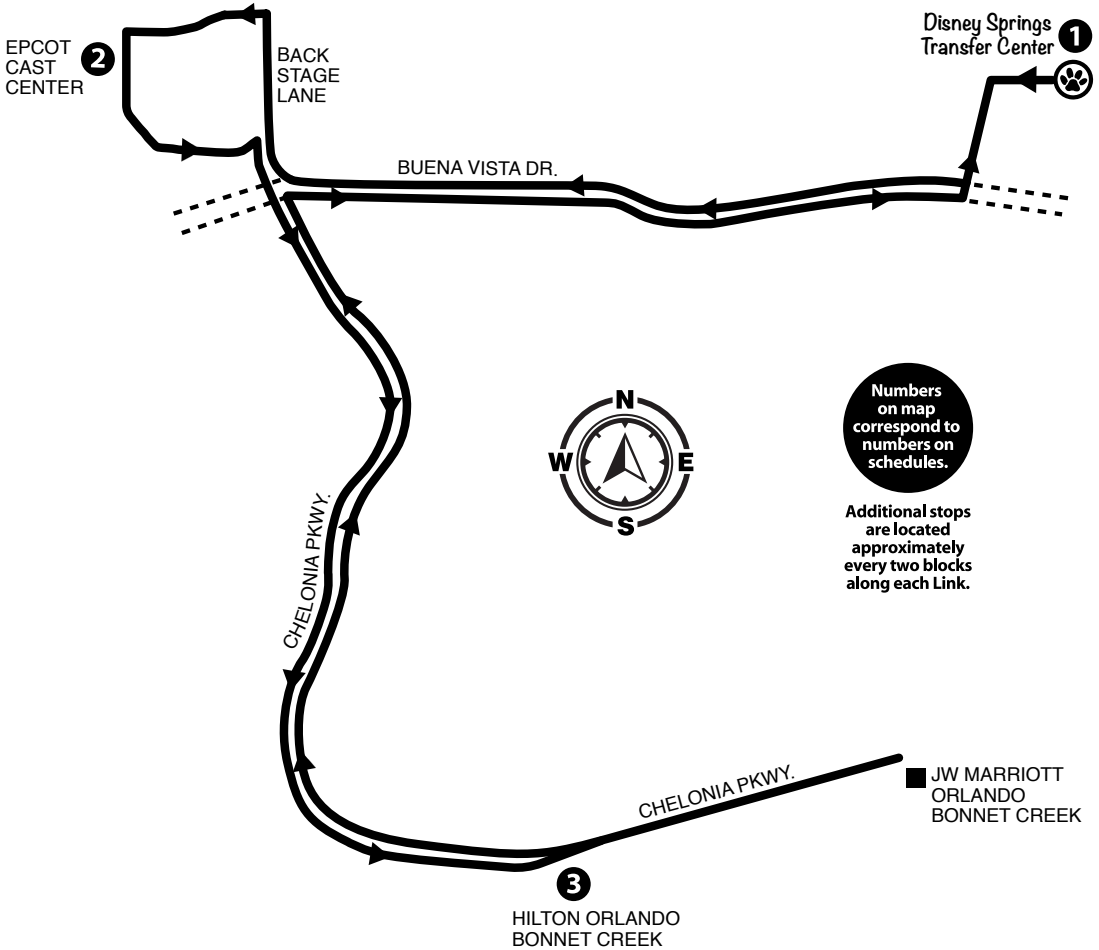 Disney Springs
Transfer Center
1
EPCOT
CAST
CENTER
2
BACK
STAGE
LANE
BUENA VISTA DR.
N
W
E
S
Numbers
on map
correspond to
numbers on
schedules.
Additional stops
are located
approximately
every two blocks
along each Link.
CHELONIA PKWY.
CHELONIA PKWY.
JW MARRIOTT
ORLANDO
BONNET CREEK
3
HILTON ORLANDO
BONNET CREEK